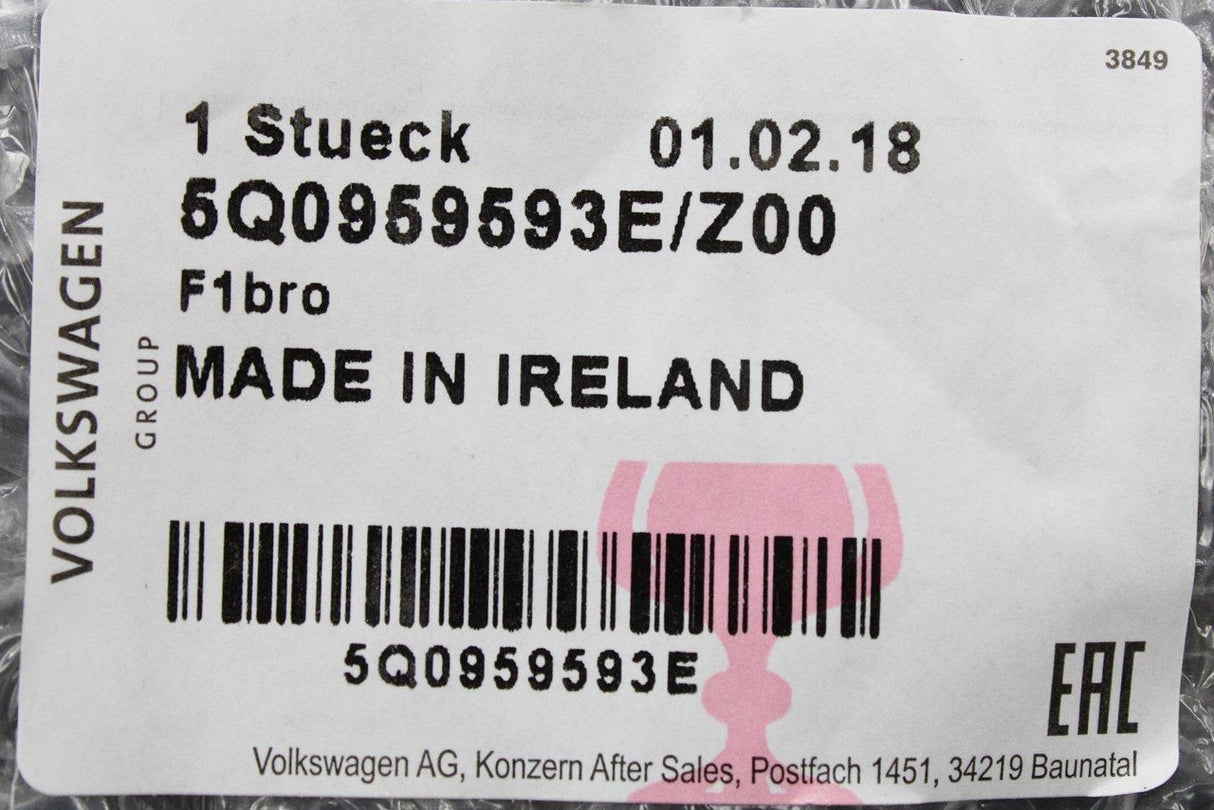 3849
1 Stueck 01.02.18
5Q0959593E/Z00
F1bro
MADE IN IRELAND
VOLKSWAGEN
GROUP
5Q0959593E
EAC
Volkswagen AG, Konzern After Sales, Postfach 1451, 34219 Baunatal